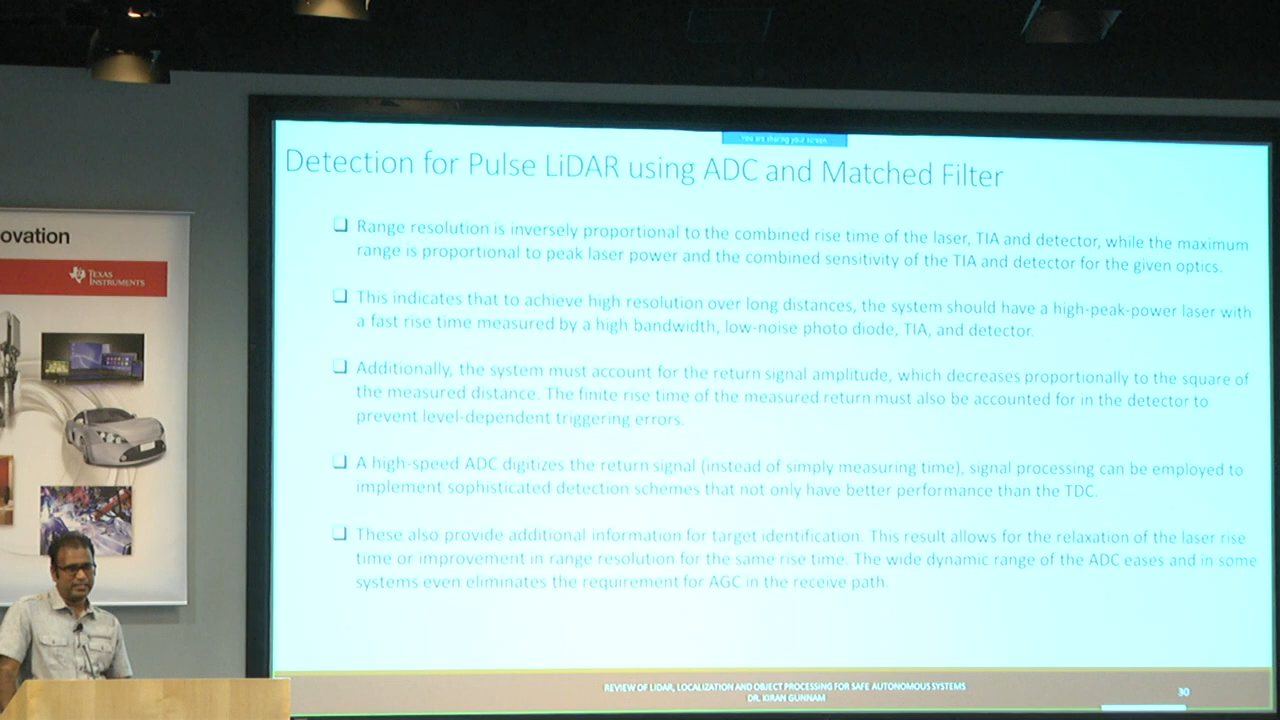 You are sharing your screen
Detection for Pulse LiDAR using ADC and Matched Filter
ovation
TEXAS
INSTRUMENTS
❑ Range resolution is inversely proportional to the combined rise time of the laser, TIA and detector, while the maximum
range is proportional to peak laser power and the combined sensitivity of the TIA and detector for the given optics.
❑ This indicates that to achieve high resolution over long distances, the system should have a high-peak-power laser with
a fast rise time measured by a high bandwidth, low-noise photo diode, TIA, and detector.
❑ Additionally, the system must account for the return signal amplitude, which decreases proportionally to the square of
the measured distance. The finite rise time of the measured return must also be accounted for in the detector to
prevent level-dependent triggering errors.
❑ A high-speed ADC digitizes the return signal (instead of simply measuring time), signal processing can be employed to
implement sophisticated detection schemes that not only have better performance than the TDC.
❑ These also provide additional information for target identification. This result allows for the relaxation of the laser rise
time or improvement in range resolution for the same rise time. The wide dynamic range of the ADC eases and in some
systems even eliminates the requirement for AGC in the receive path.
REVIEW OF LIDAR, LOCALIZATION AND OBJECT PROCESSING FOR SAFE AUTONOMOUS SYSTEMS
DR. KIRAN GUNNAM
30